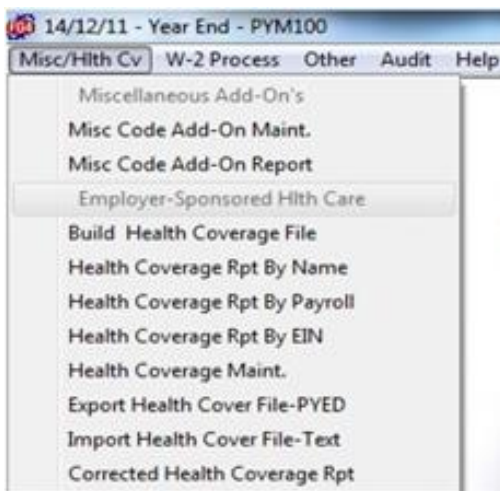 14/12/11 - Year End - PYM100
Misc/Hlth Cv W-2 Process Other Audit Help
Miscellaneous Add-On's
Misc Code Add-On Maint.
Misc Code Add-On Report
Employer-Sponsored Hlth Care
Build Health Coverage File
Health Coverage Rpt By Name
Health Coverage Rpt By Payroll
Health Coverage Rpt By EIN
Health Coverage Maint.
Export Health Cover File-PYED
Import Health Cover File-Text
Corrected Health Coverage Rpt